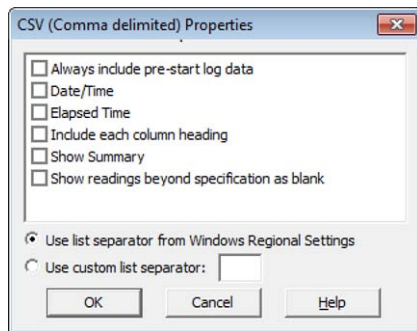 CSV (Comma delimited) Properties
Always include pre-start log data
Date/Time
Elapsed Time
Include each column heading
Show Summary
Show readings beyond specification as blank
Use list separator from Windows Regional Settings
Use custom list separator:
OK
Cancel
Help